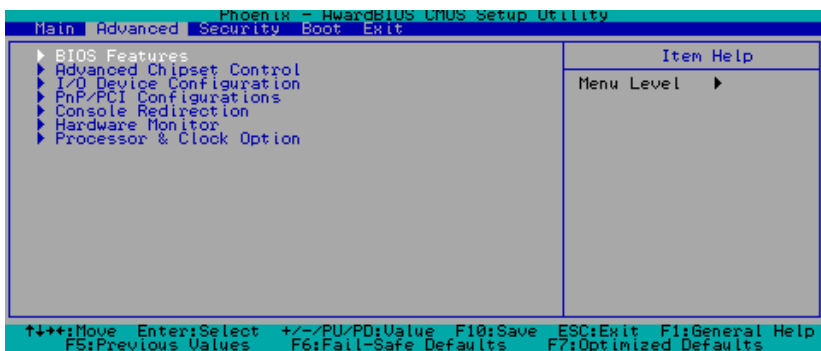 Phoenix - AwardBIOS CMOS Setup Utility
Main Advanced Security Boot Exit
BIOS Features
Advanced Chipset Control
I/O Device Configuration
PnP/PCI Configurations
Console Redirection
Hardware Monitor
Processor & Clock Option
Item Help
Menu Level
↑↓→←:Move Enter:Select +/-/PU/PD:Value F10:Save ESC:Exit F1:General Help
F5:Previous Values F6:Fail-Safe Defaults F7:Optimized Defaults